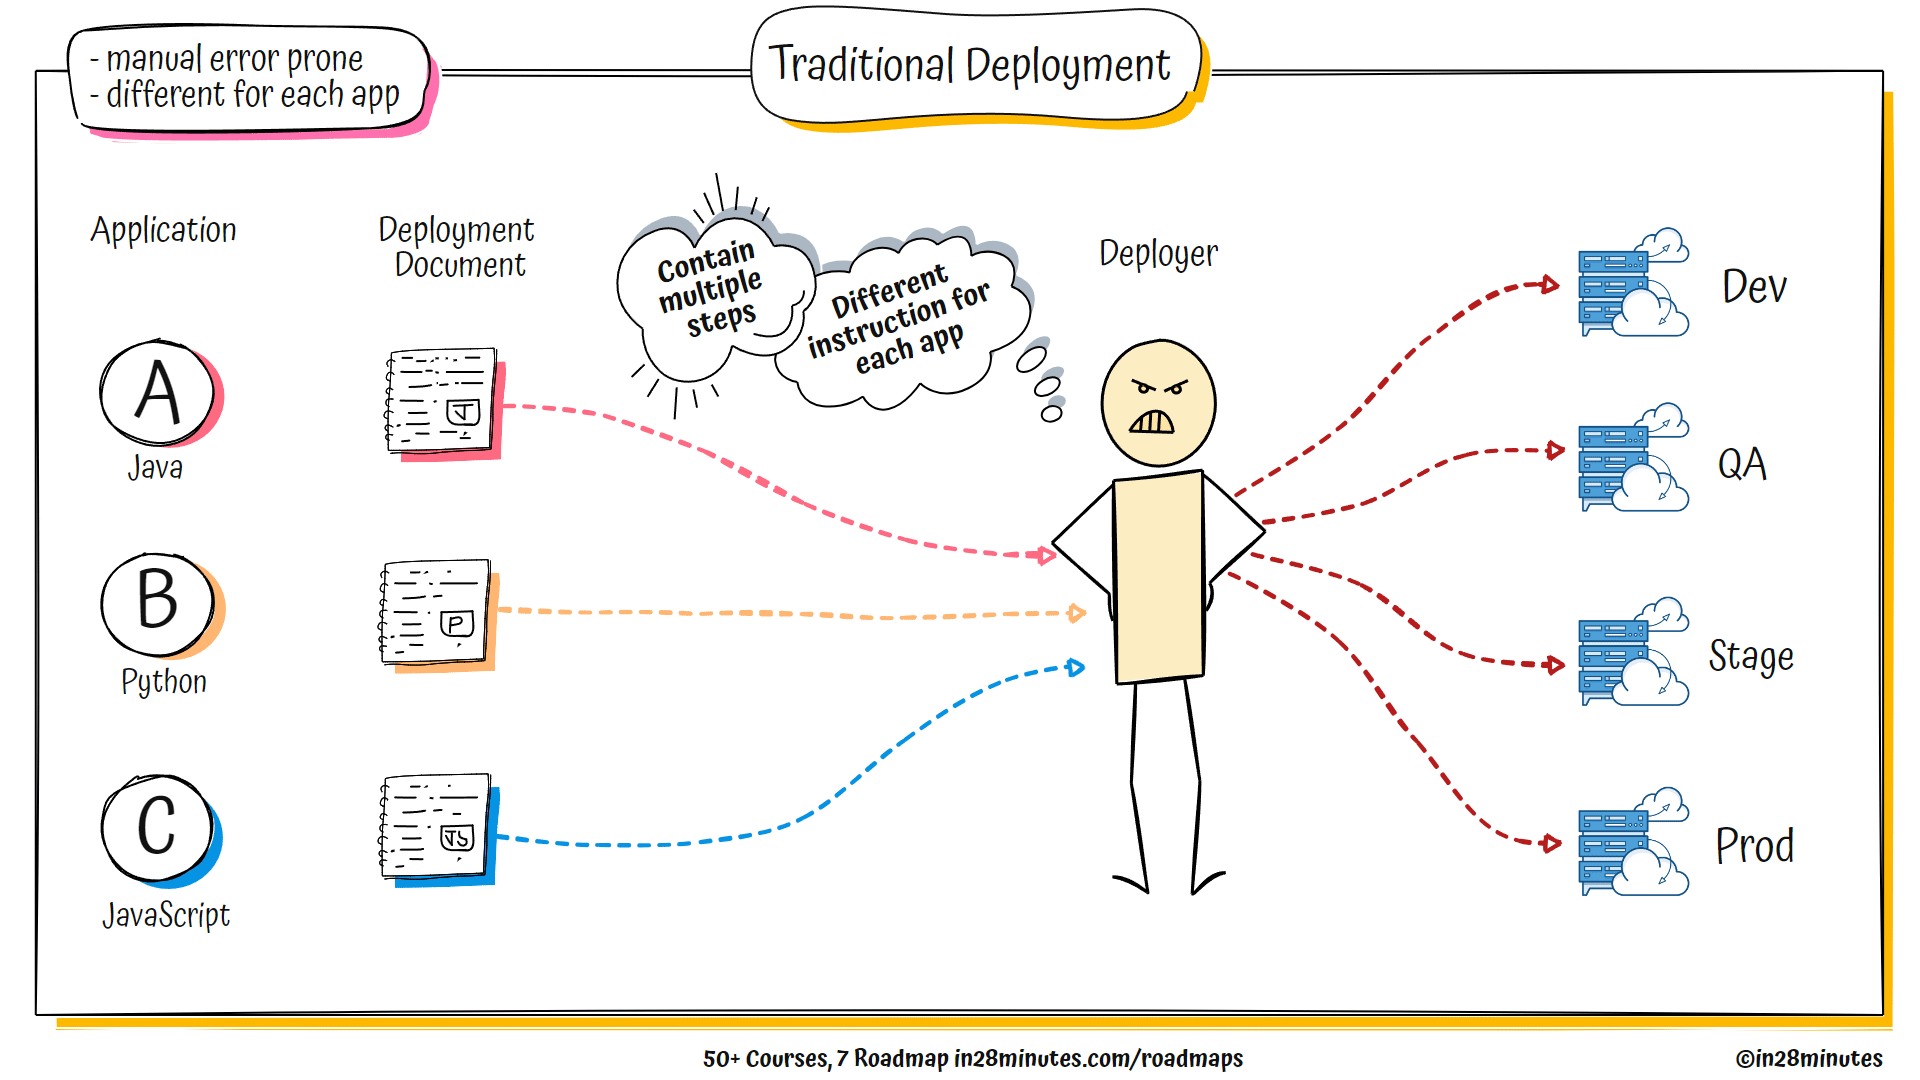 - manual error prone
- different for each app
Traditional Deployment
Application
Deployment
Document
Contain
multiple
steps
Different
instruction for
each app
Deployer
A
Java
J
B
Python
P
C
JavaScript
JS
Dev
QA
Stage
Prod
50+ Courses, 7 Roadmap in28minutes.com/roadmaps
©in28minutes